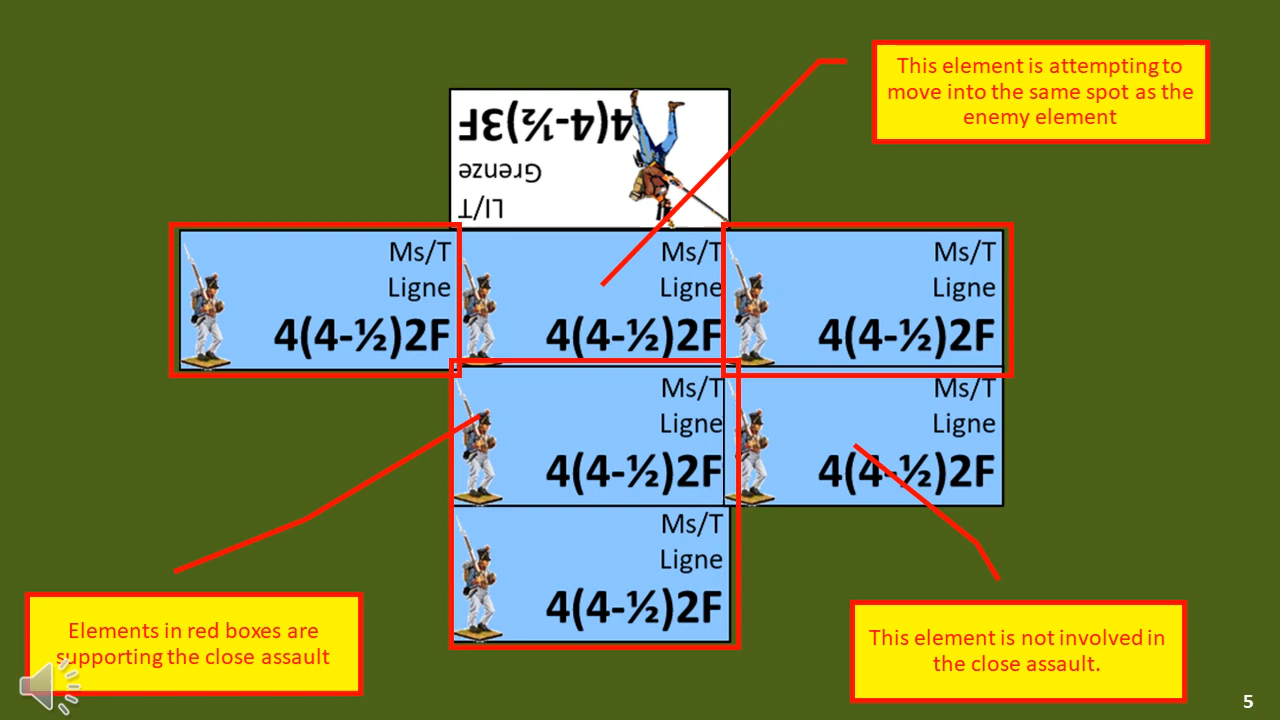 This element is attempting to
move into the same spot as the
enemy element
4(4-½)3F
Grenze
LI/T
Ms/T
Ligne
4(4-½)2F
Ms/T
Ligne
4(4-½)2F
Ms/T
Ligne
4(4-½)2F
Ms/T
Ligne
4(4-½)2F
Ms/T
Ligne
4(4-½)2F
Ms/T
Ligne
4(4-½)2F
Elements in red boxes are
supporting the close assault
This element is not involved in
the close assault.
5